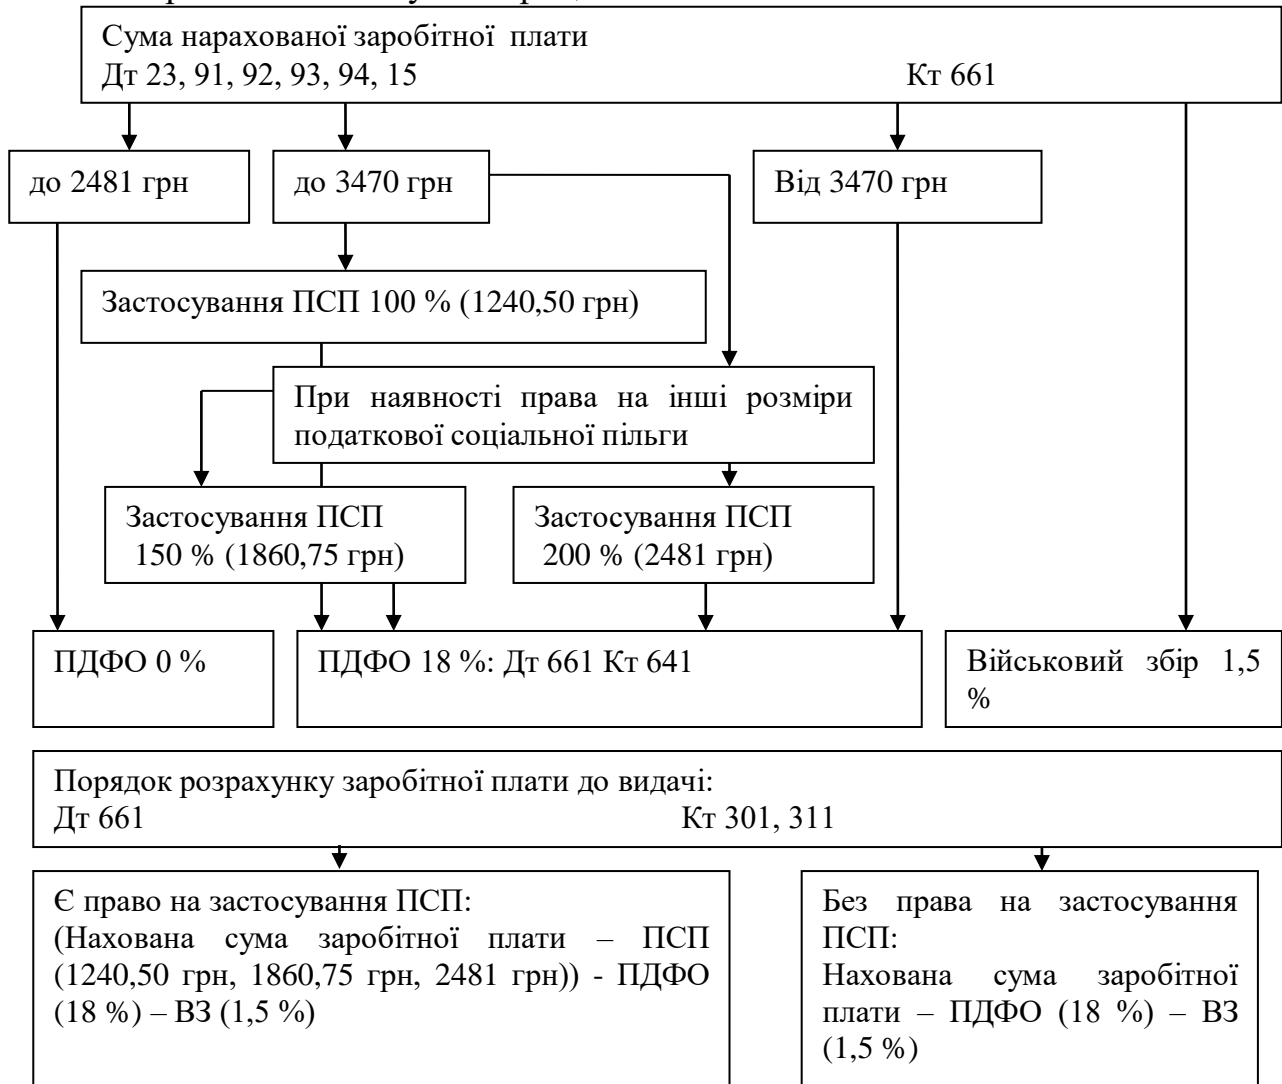 Сума нарахованої заробітної плати
Дт 23, 91, 92, 93, 94, 15 Кт 661
до 2481 грн
до 3470 грн
Від 3470 грн
Застосування ПСП 100 % (1240,50 грн)
При наявності права на інші розміри
податкової соціальної пільги
Застосування ПСП
150 % (1860,75 грн)
Застосування ПСП
200 % (2481 грн)
ПДФО 0 %
ПДФО 18 %: Дт 661 Кт 641
Військовий збір 1,5
%
Порядок розрахунку заробітної плати до видачі:
Дт 661 Кт 301, 311
Є право на застосування ПСП:
(Нахована сума заробітної плати – ПСП
(1240,50 грн, 1860,75 грн, 2481 грн)) - ПДФО
(18 %) – ВЗ (1,5 %)
Без права на застосування
ПСП:
Нахована сума заробітної
плати – ПДФО (18 %) – ВЗ
(1,5 %)